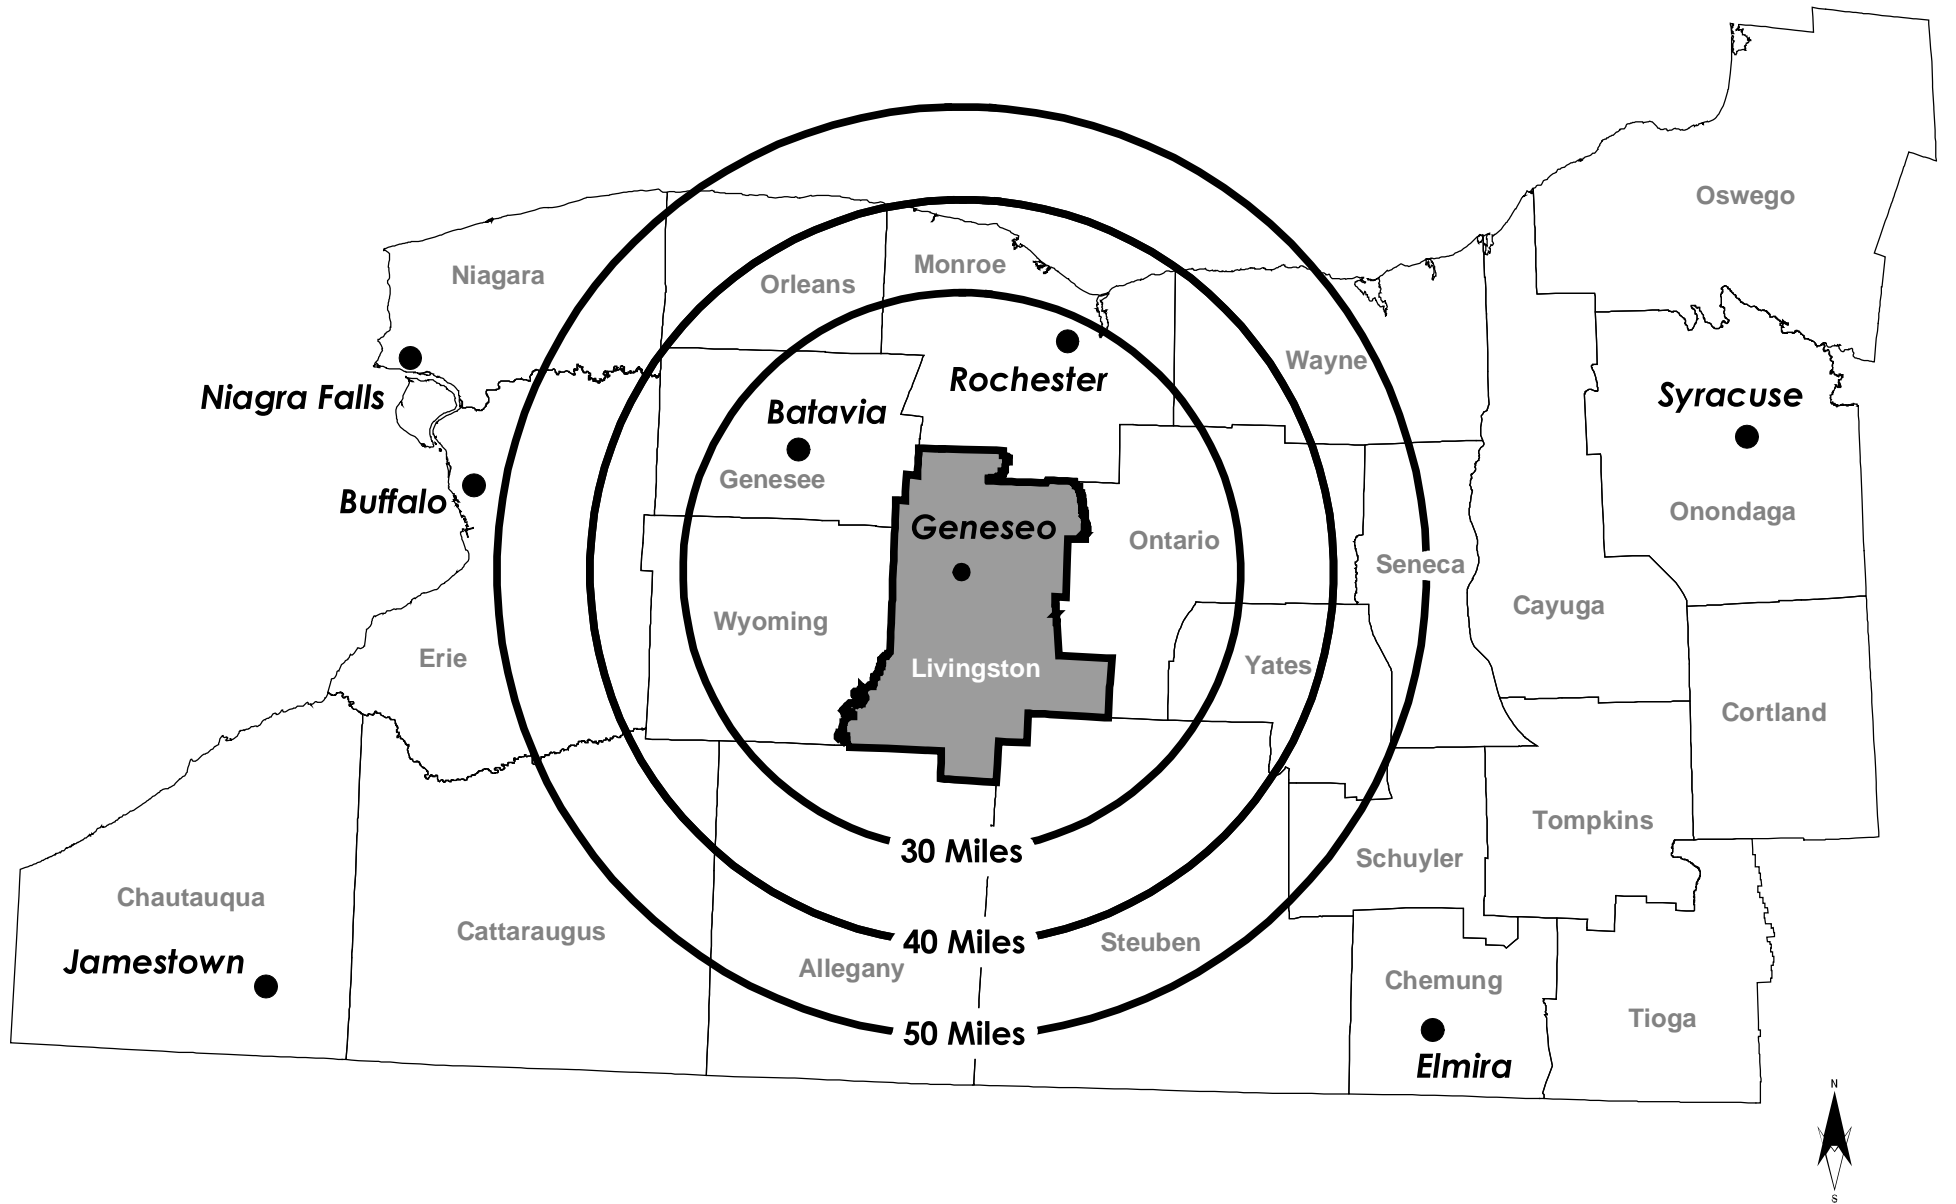 Oswego
Monroe
Niagara
Orleans
Wayne
Rochester
Niagra Falls
Syracuse
Batavia
Genesee
Buffalo
Onondaga
Geneseo
Ontario
Seneca
Cayuga
Wyoming
Erie
Livingston
Yates
Cortland
Tompkins
30 Miles
Schuyler
Chautauqua
Cattaraugus
40 Miles
Steuben
Jamestown
Allegany
Chemung
Tioga
50 Miles
Elmira
N
S